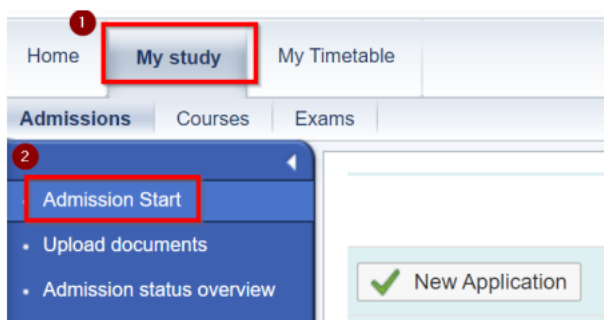 1
Home My study My Timetable
Admissions Courses Exams
2
Admission Start
Upload documents
New Application
Admission status overview